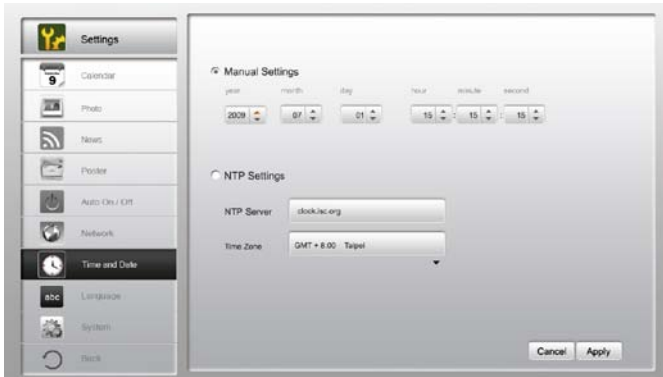 Settings
9
Calendar
Photo
News
Poster
Auto On / Off
Network
Time and Date
abc
Language
System
Back
Manual Settings
year month day hour minute second
2009 07 01 15 : 15 : 15
NTP Settings
NTP Server clock.isc.org
Time Zone GMT + 8:00 Taipei
Cancel Apply